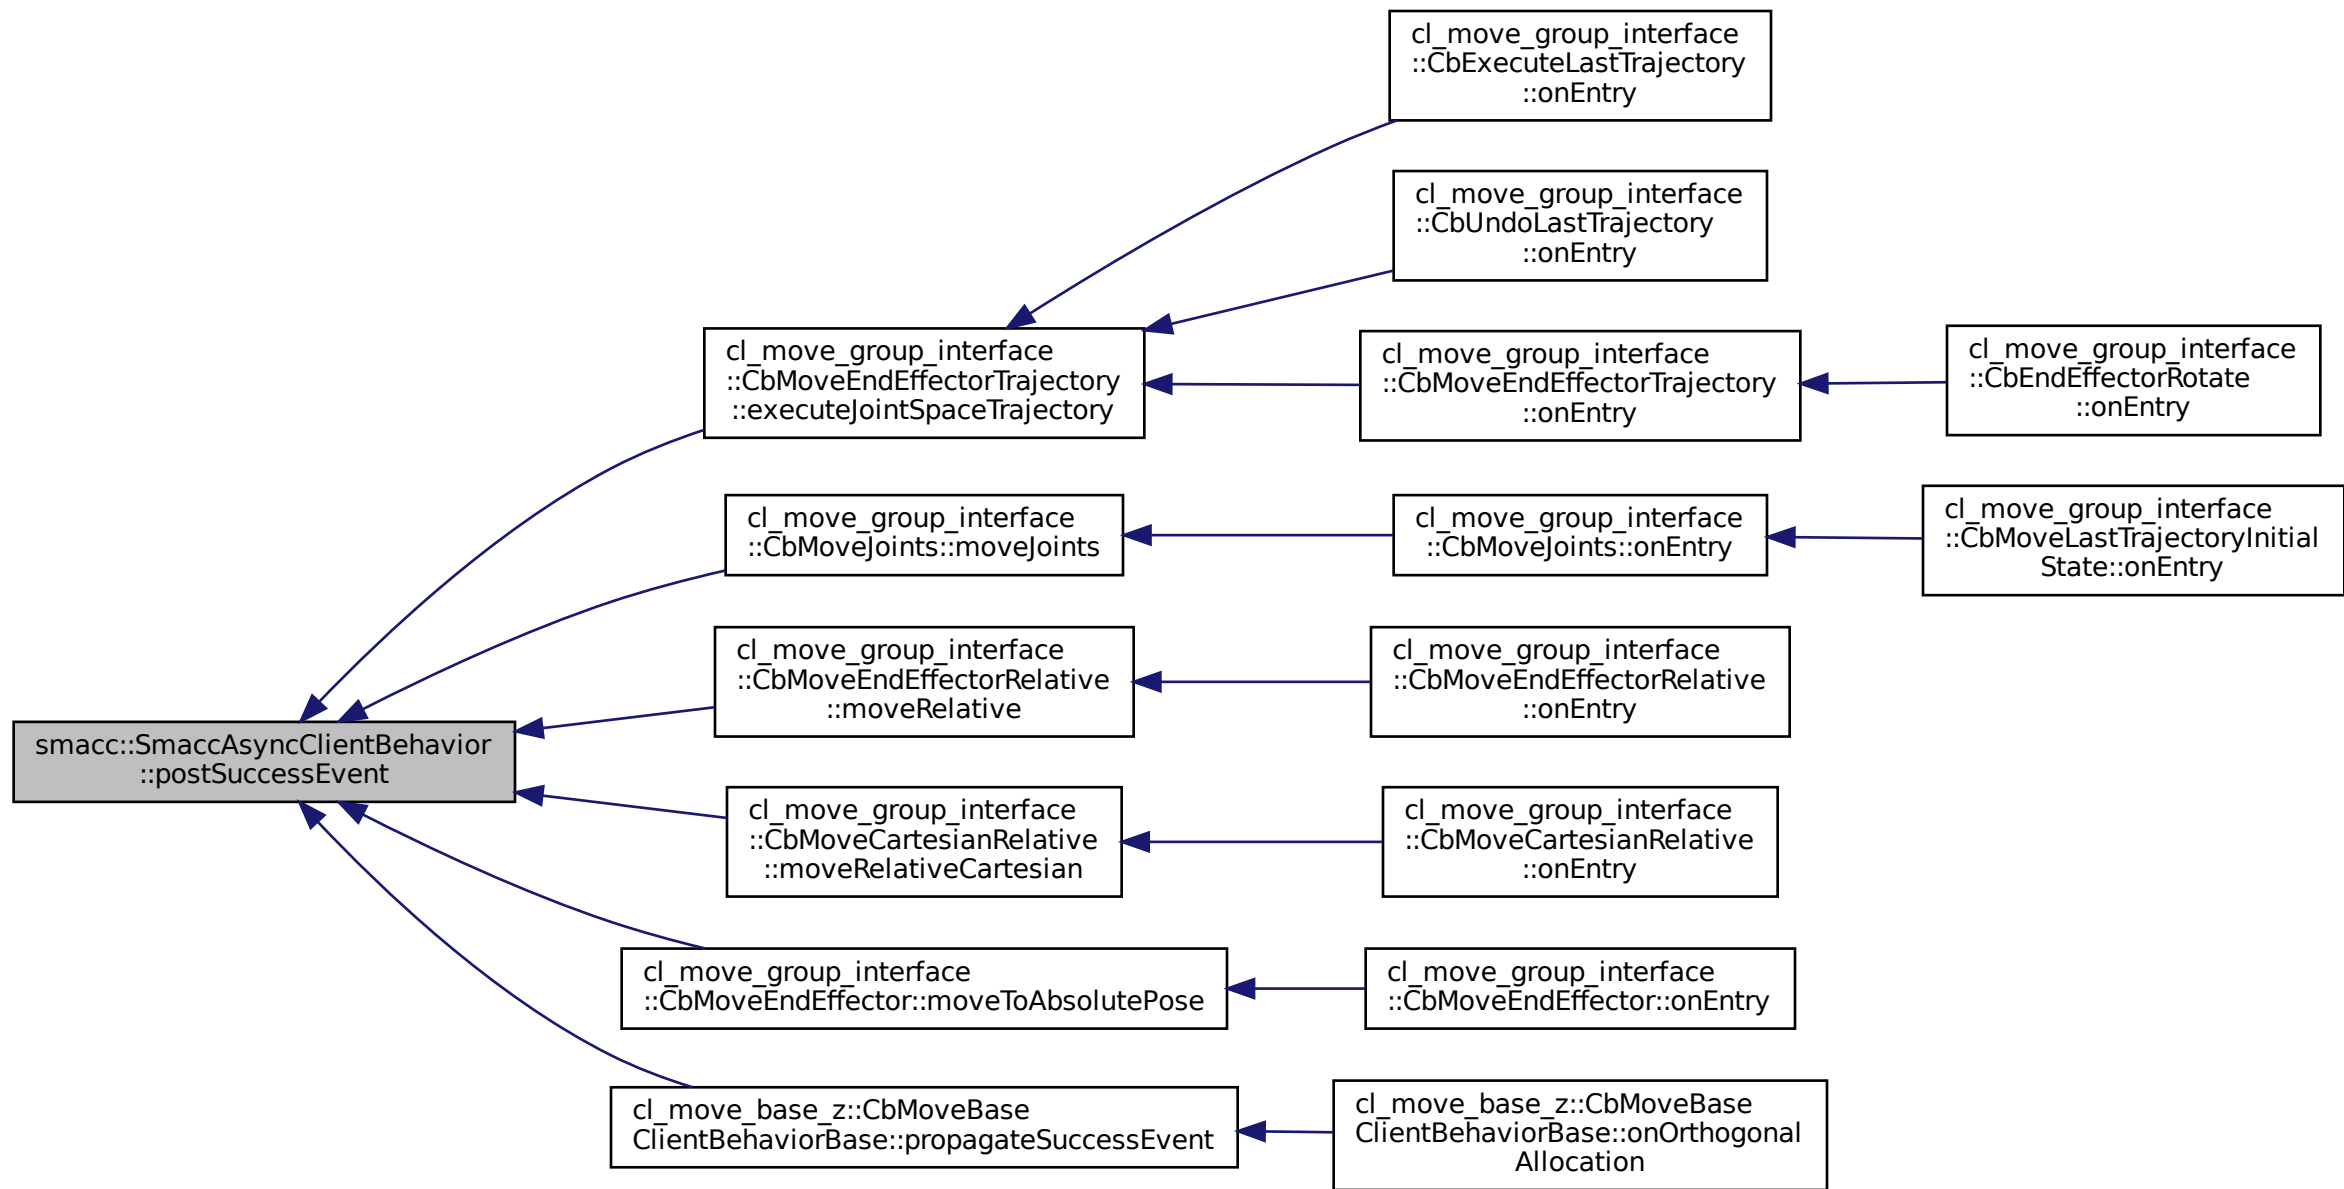 smacc::SmaccAsyncClientBehavior
::postSuccessEvent
cl_move_group_interface
::CbMoveEndEffectorTrajectory
::executeJointSpaceTrajectory
cl_move_group_interface
::CbExecuteLastTrajectory
::onEntry
cl_move_group_interface
::CbUndoLastTrajectory
::onEntry
cl_move_group_interface
::CbMoveEndEffectorTrajectory
::onEntry
cl_move_group_interface
::CbEndEffectorRotate
::onEntry
cl_move_group_interface
::CbMoveJoints::moveJoints
cl_move_group_interface
::CbMoveJoints::onEntry
cl_move_group_interface
::CbMoveLastTrajectoryInitial
State::onEntry
cl_move_group_interface
::CbMoveEndEffectorRelative
::moveRelative
cl_move_group_interface
::CbMoveEndEffectorRelative
::onEntry
cl_move_group_interface
::CbMoveCartesianRelative
::moveRelativeCartesian
cl_move_group_interface
::CbMoveCartesianRelative
::onEntry
cl_move_group_interface
::CbMoveEndEffector::moveToAbsolutePose
cl_move_group_interface
::CbMoveEndEffector::onEntry
cl_move_base_z::CbMoveBase
ClientBehaviorBase::propagateSuccessEvent
cl_move_base_z::CbMoveBase
ClientBehaviorBase::onOrthogonal
Allocation